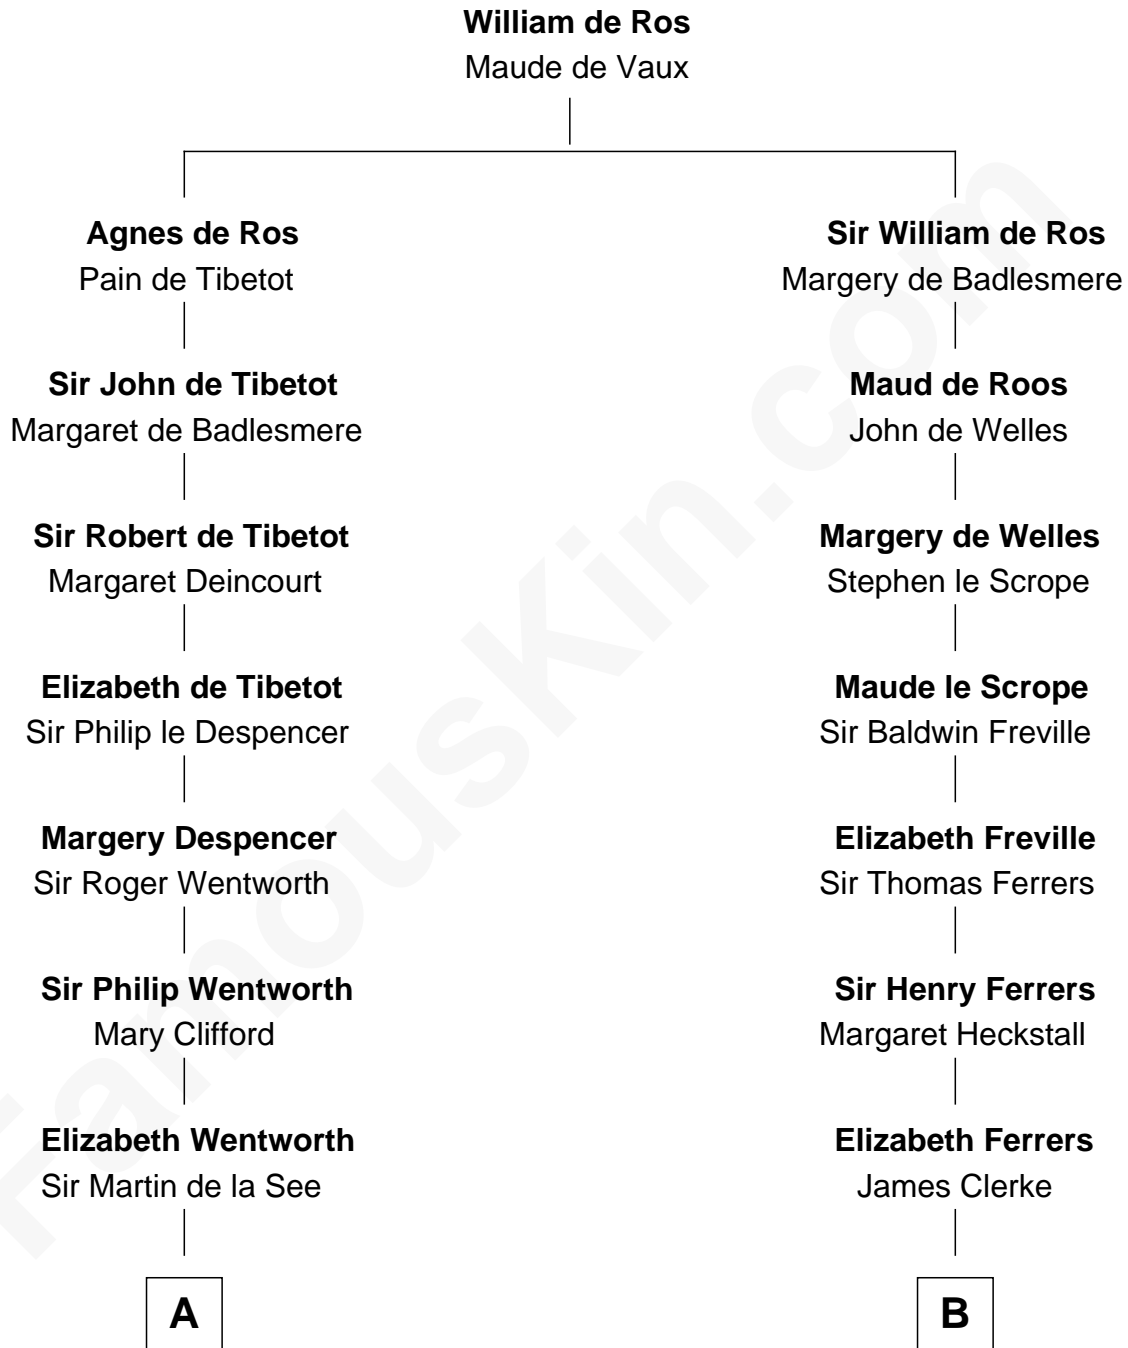 William de Ros
Maude de Vaux
Agnes de Ros
Pain de Tibetot
Sir William de Ros
Margery de Badlesmere
Sir John de Tibetot
Margaret de Badlesmere
Maud de Roos
John de Welles
Sir Robert de Tibetot
Margaret Deincourt
Margery de Welles
Stephen le Scrope
Elizabeth de Tibetot
Sir Philip le Despencer
Maude le Scrope
Sir Baldwin Freville
Margery Despencer
Sir Roger Wentworth
Elizabeth Freville
Sir Thomas Ferrers
Sir Philip Wentworth
Mary Clifford
Sir Henry Ferrers
Margaret Heckstall
Elizabeth Wentworth
Sir Martin de la See
Elizabeth Ferrers
James Clerke
A
B
FamousKin.com